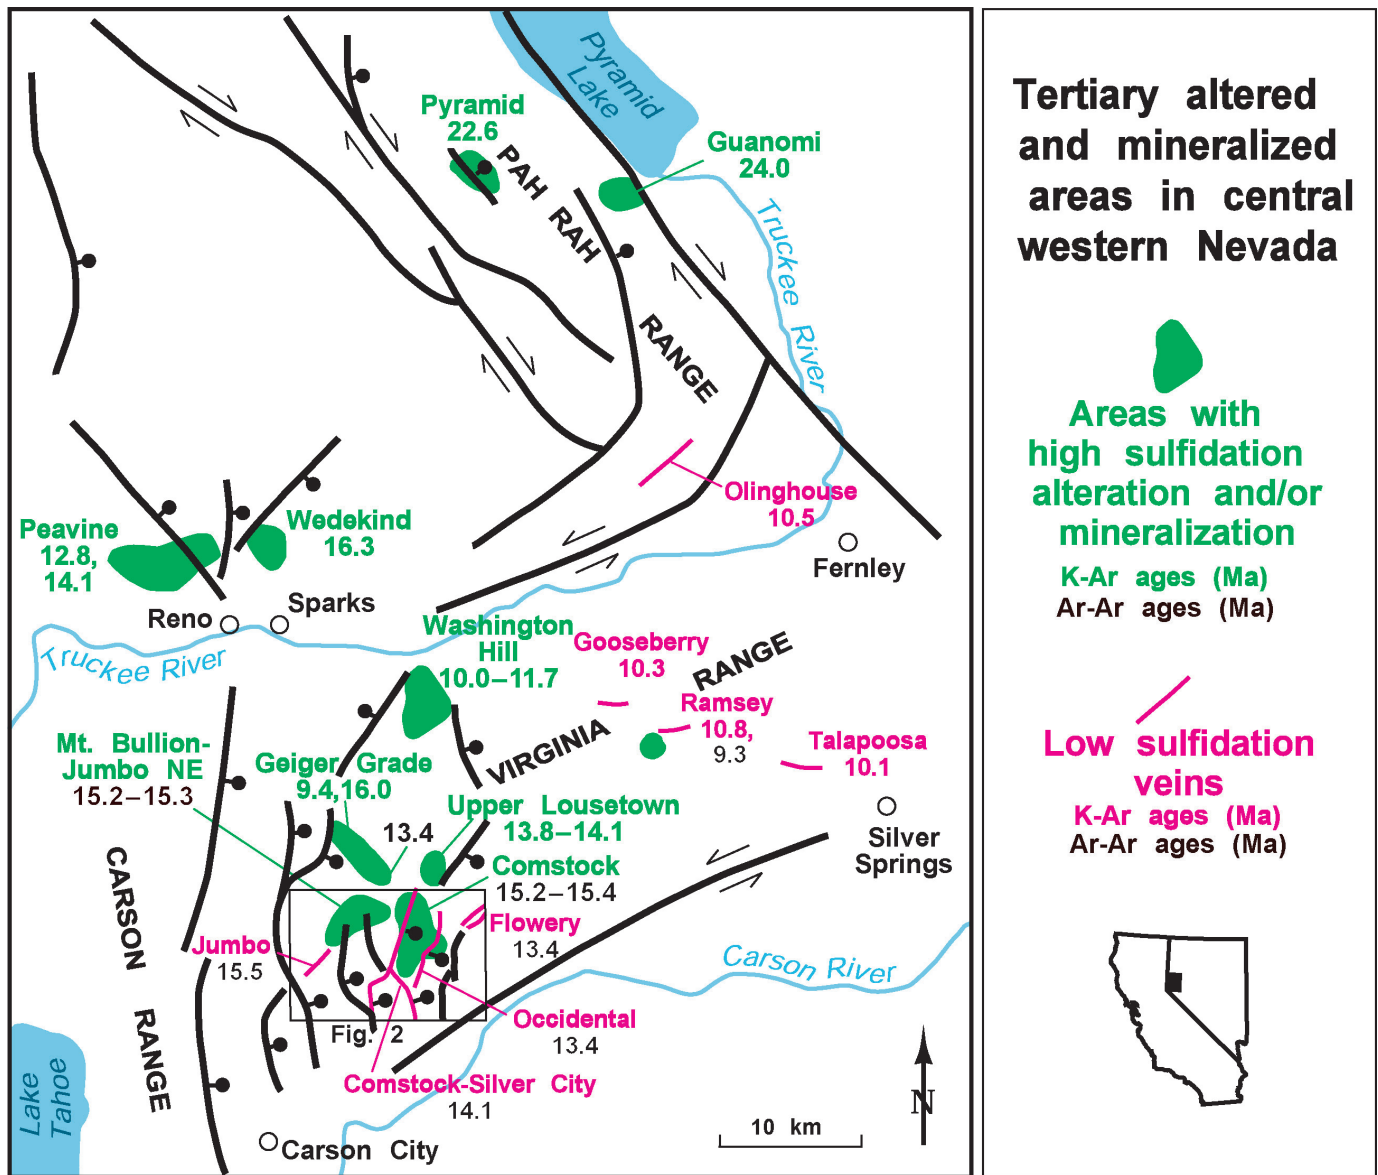 Pyramid
Lake
Pyramid
22.6
Guanomi
24.0
PAH RAH
RANGE
Truckee River
Olinghouse
10.5
Fernley
Peavine
12.8,
14.1
Wedekind
16.3
Reno
Sparks
Truckee River
Washington
Hill
10.0–11.7
Gooseberry
10.3
VIRGINIA RANGE
Ramsey
10.8,
9.3
Talapoosa
10.1
Silver
Springs
Mt. Bullion-
Jumbo NE
15.2–15.3
Geiger Grade
9.4,16.0
13.4
Upper Lousetown
13.8–14.1
Comstock
15.2–15.4
Flowery
13.4
Jumbo
15.5
CARSON RANGE
Carson River
Occidental
13.4
Fig. 2
Comstock-Silver City
14.1
Lake
Tahoe
Carson City
10 km
N
Tertiary altered
and mineralized
areas in central
western Nevada
Areas with
high sulfidation
alteration and/or
mineralization
K-Ar ages (Ma)
Ar-Ar ages (Ma)
Low sulfidation
veins
K-Ar ages (Ma)
Ar-Ar ages (Ma)